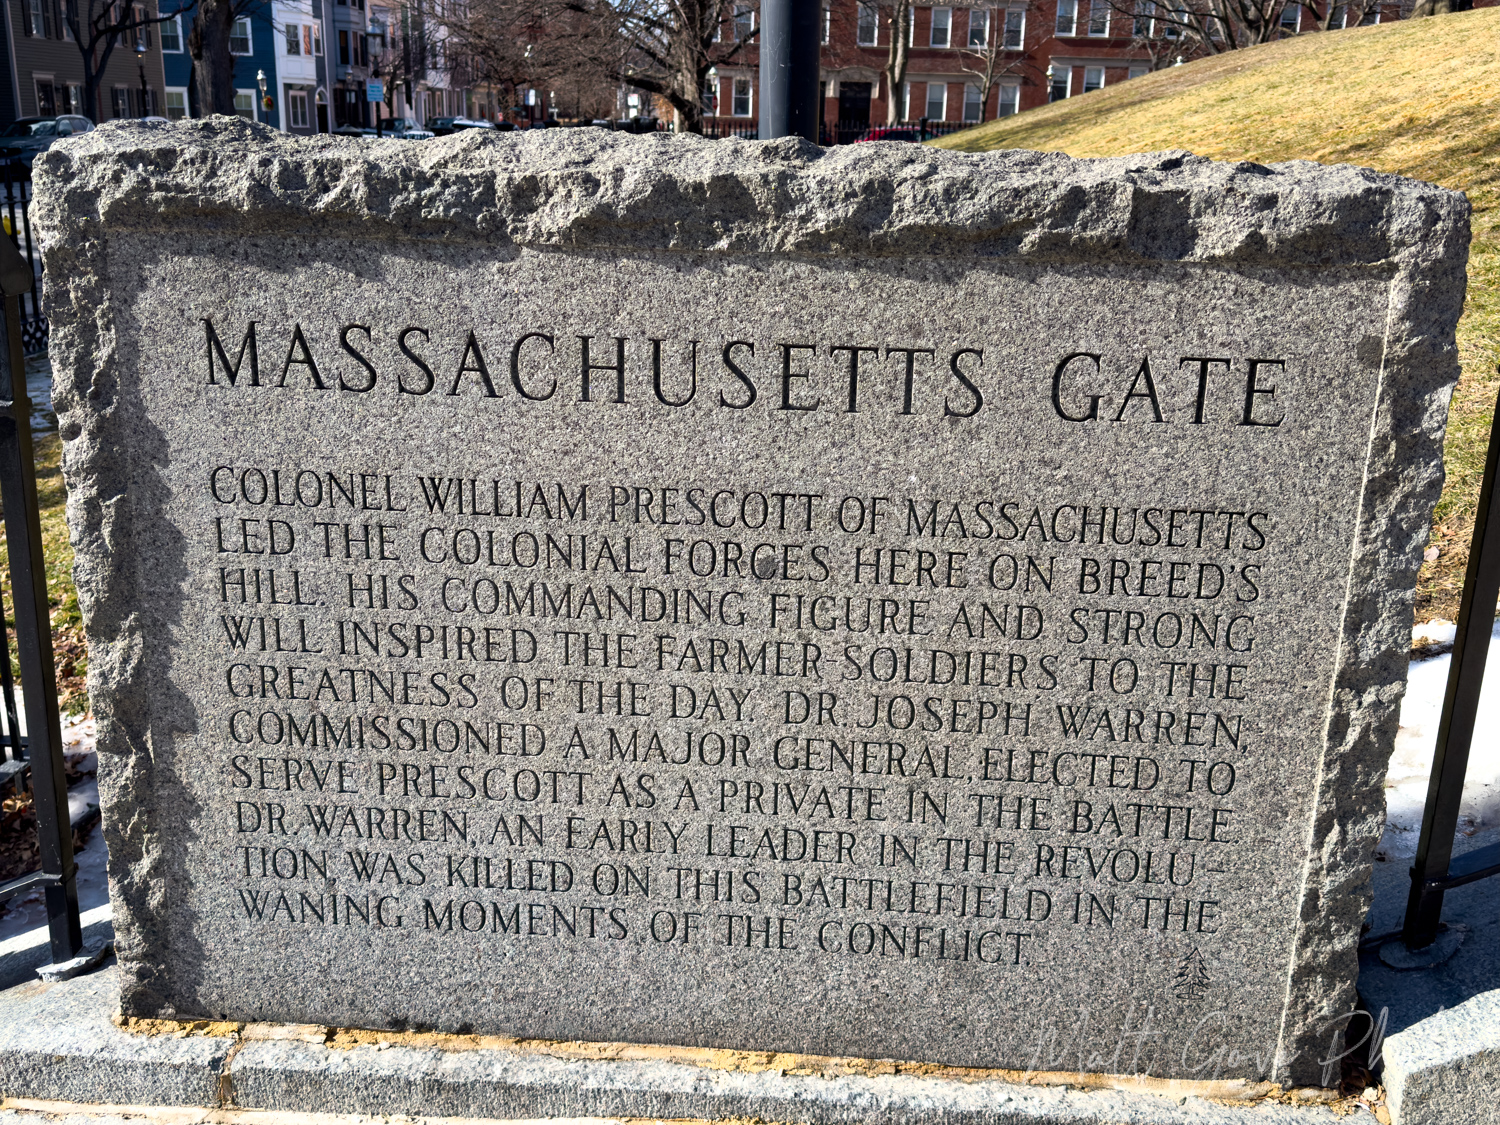 MASSACHUSETTS GATE
COLONEL WILLIAM PRESCOTT OF MASSACHUSETTS
LED THE COLONIAL FORCES HERE ON BREED'S
HILL. HIS COMMANDING FIGURE AND STRONG
WILL INSPIRED THE FARMER-SOLDIERS TO THE
GREATNESS OF THE DAY. DR. JOSEPH WARREN,
COMMISSIONED A MAJOR GENERAL, ELECTED TO
SERVE PRESCOTT AS A PRIVATE IN THE BATTLE.
DR. WARREN, AN EARLY LEADER IN THE REVOLU-
TION, WAS KILLED ON THIS BATTLEFIELD IN THE
WANING MOMENTS OF THE CONFLICT.
Matt